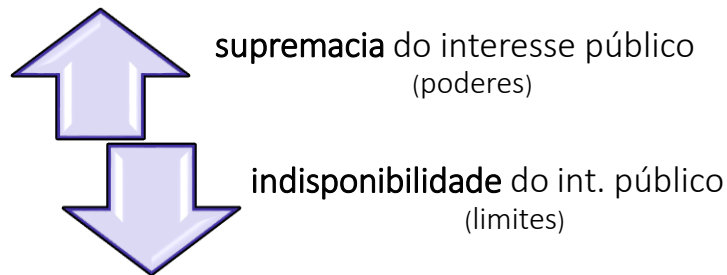 supremacia do interesse público
(poderes)
indisponibilidade do int. público
(limites)